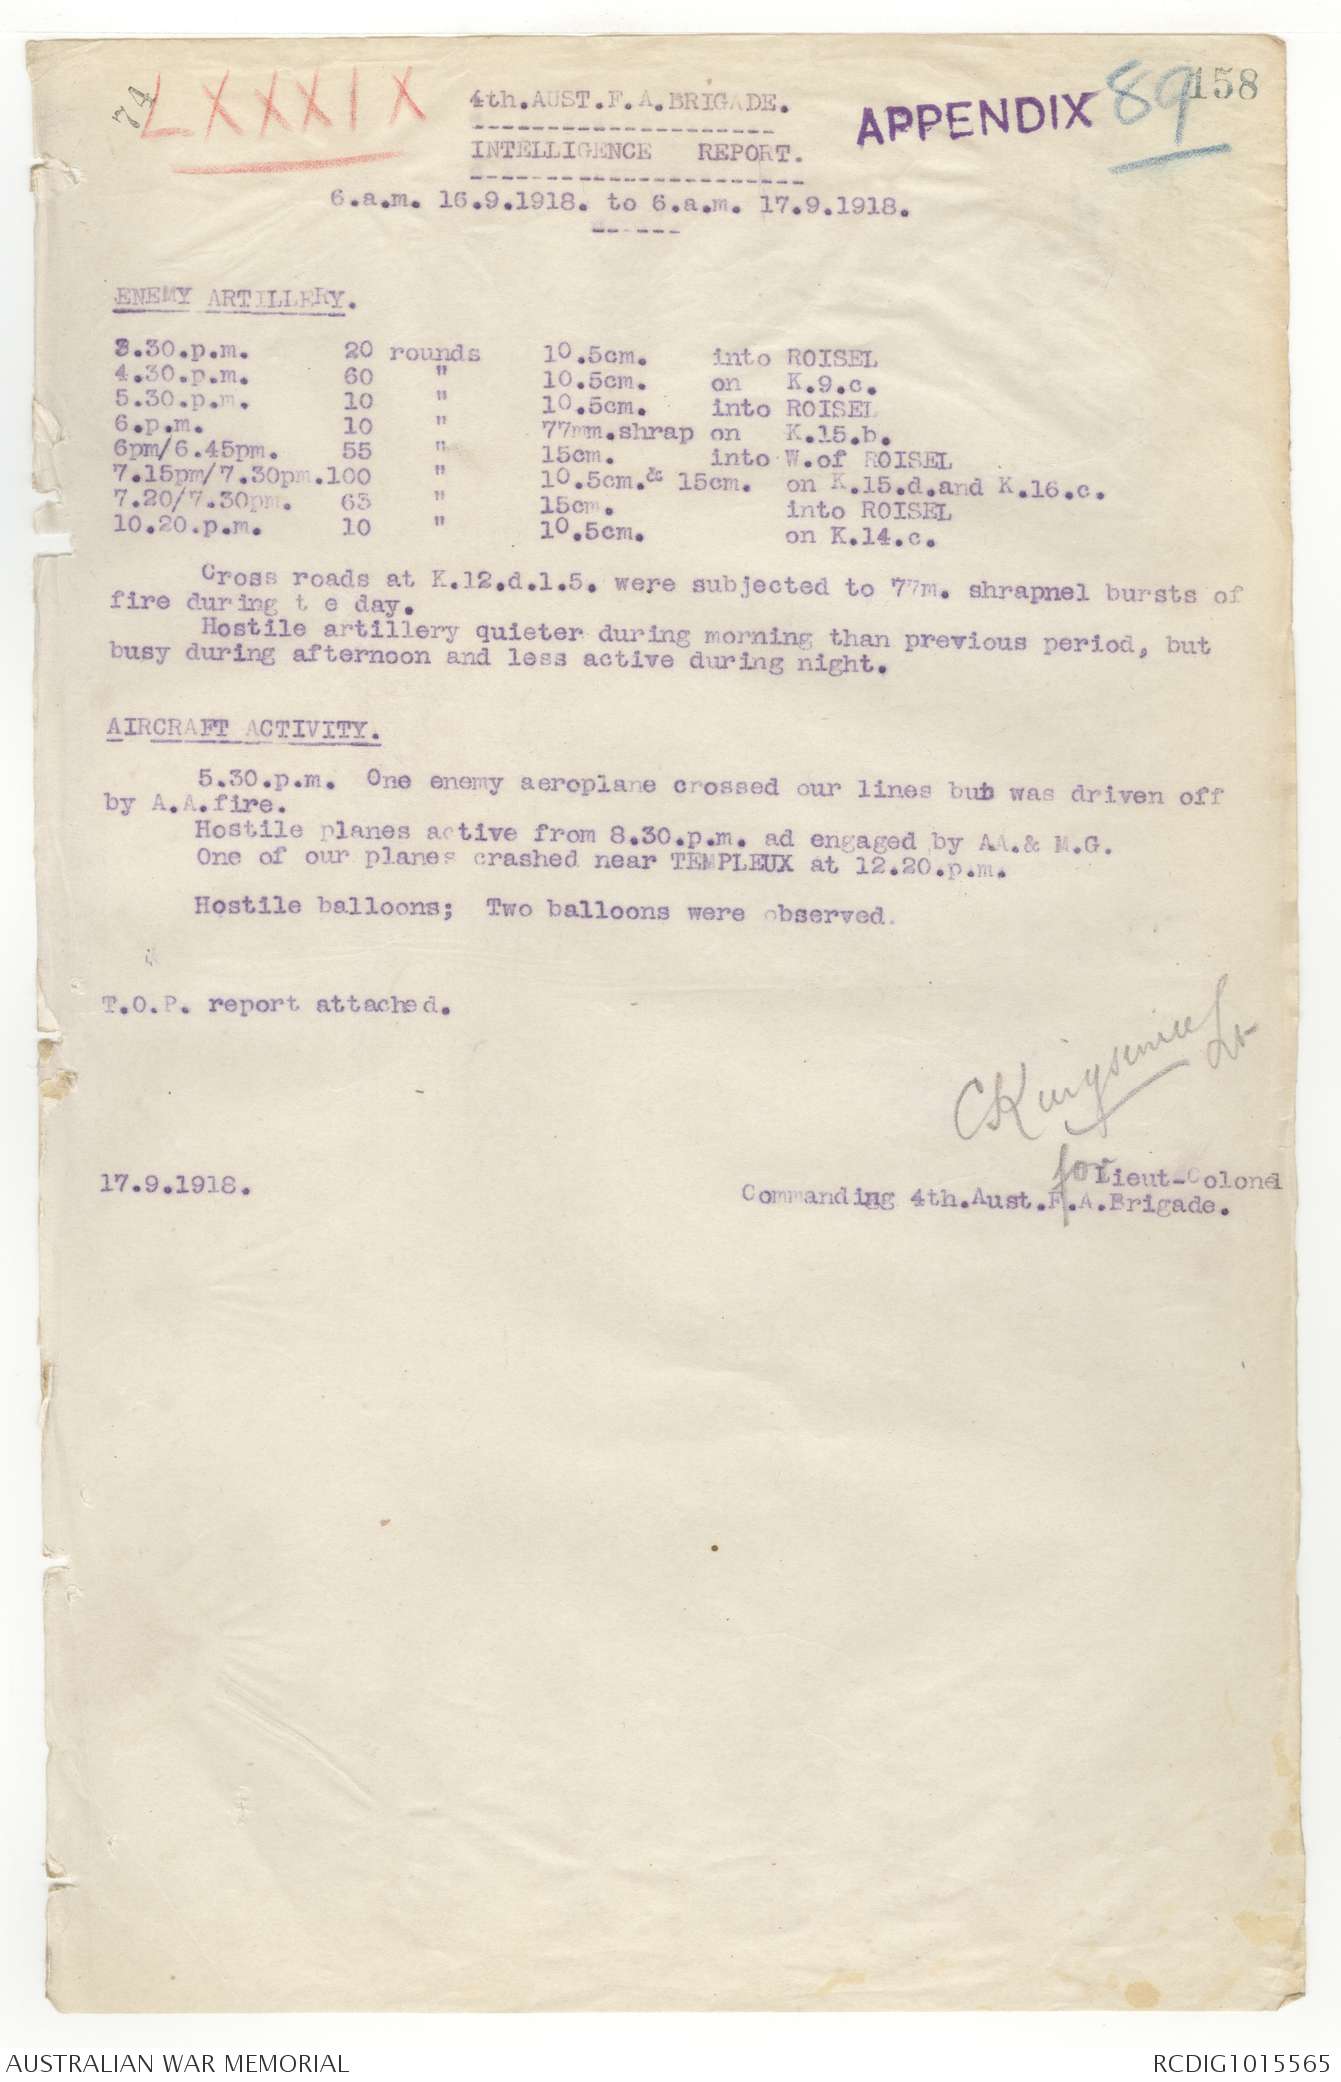 74
LXXXIX
4th.AUST.F.A.BRIGADE.
APPENDIX 89
158
INTELLIGENCE REPORT.
6.a.m. 16.9.1918. to 6.a.m. 17.9.1918.
ENEMY ARTILLERY.
3.30.p.m. 20 rounds 10.5cm. into ROISEL
4.30.p.m. 60 " 10.5cm. on K.9.c.
5.30.p.m. 10 " 10.5cm. into ROISEL
6.p.m. 10 " 77mm.shrap on K.15.b.
6pm/6.45pm. 55 " 15cm. into W.of ROISEL
7.15pm/7.30pm.100 " 10.5cm.& 15cm. on K.15.d.and K.16.c.
7.20/7.30pm. 63 " 15cm. into ROISEL
10.20.p.m. 10 " 10.5cm. on K.14.c.
Cross roads at K.12.d.1.5. were subjected to 77m. shrapnel bursts of
fire during t e day.
Hostile artillery quieter during morning than previous period, but
busy during afternoon and less active during night.
AIRCRAFT ACTIVITY.
5.30.p.m. One enemy aeroplane crossed our lines but was driven off
by A.A.fire.
Hostile planes active from 8.30.p.m. ad engaged by AA.& M.G.
One of our planes crashed near TEMPLEUX at 12.20.p.m.
Hostile balloons; Two balloons were observed.
T.O.P. report attached.
Lt
for Lieut-Colonel
17.9.1918.
Commanding 4th.Aust.F.A.Brigade.
AUSTRALIAN WAR MEMORIAL
RCDIG1015565